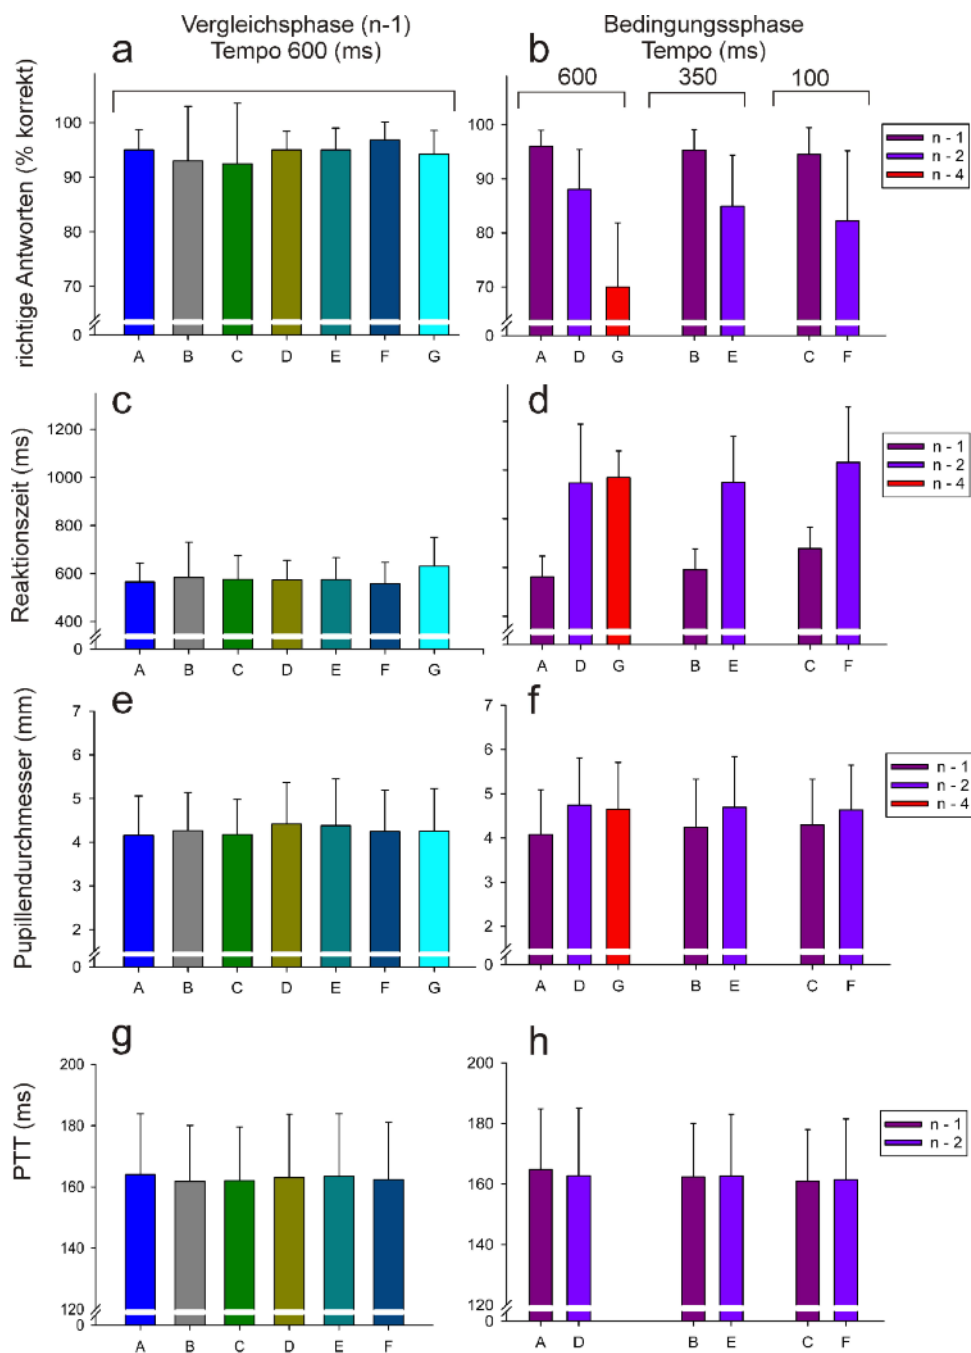 Vergleichsphase (n-1)
Tempo 600 (ms)
Bedingungssphase
Tempo (ms)
a
b
600
350
100
richtige Antworten (% korrekt)
100
90
80
70
0
A B C D E F G
100
90
80
70
0
A D G B E C F
n - 1
n - 2
n - 4
c
d
Reaktionszeit (ms)
1200
1000
800
600
400
0
A B C D E F G
A D G B E C F
n - 1
n - 2
n - 4
e
f
Pupillendurchmesser (mm)
7
6
5
4
3
2
0
A B C D E F G
7
6
5
4
3
2
0
A D G B E C F
n - 1
n - 2
n - 4
g
h
PTT (ms)
200
180
160
140
120
0
A B C D E F
200
180
160
140
120
0
A D B E C F
n - 1
n - 2